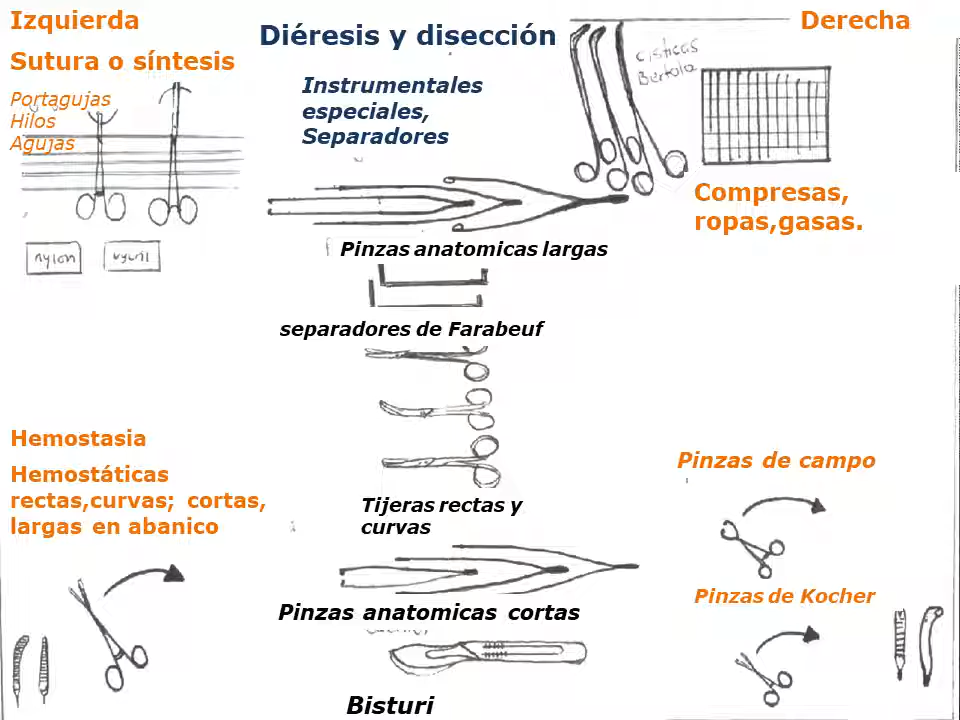 Izquierda
Sutura o síntesis
Portagujas
Hilos
Agujas
nylon
vycril
Diéresis y disección
Instrumentales
especiales,
Separadores
císticas
Bertola
Derecha
Compresas,
ropas,gasas.
Pinzas anatomicas largas
separadores de Farabeuf
Tijeras rectas y
curvas
Pinzas anatomicas cortas
Bisturi
Hemostasia
Hemostáticas
rectas,curvas; cortas,
largas en abanico
Pinzas de campo
Pinzas de Kocher